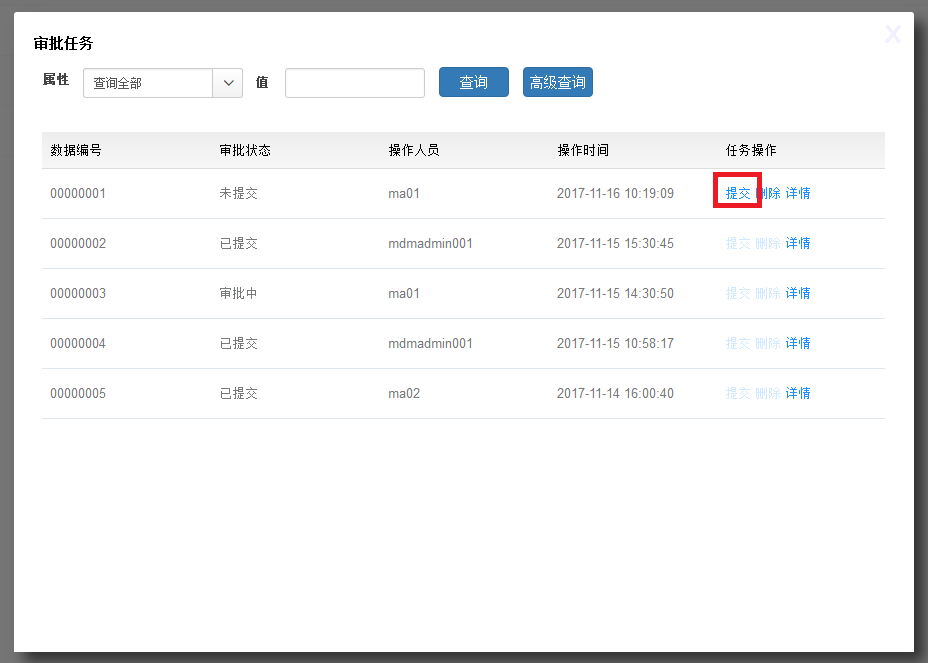 审批任务
X
属性 查询全部 值 查询 高级查询
数据编号 审批状态 操作人员 操作时间 任务操作
00000001 未提交 ma01 2017-11-16 10:19:09 提交 删除 详情
00000002 已提交 mdmadmin001 2017-11-15 15:30:45 提交 删除 详情
00000003 审批中 ma01 2017-11-15 14:30:50 提交 删除 详情
00000004 已提交 mdmadmin001 2017-11-15 10:58:17 提交 删除 详情
00000005 已提交 ma02 2017-11-14 16:00:40 提交 删除 详情